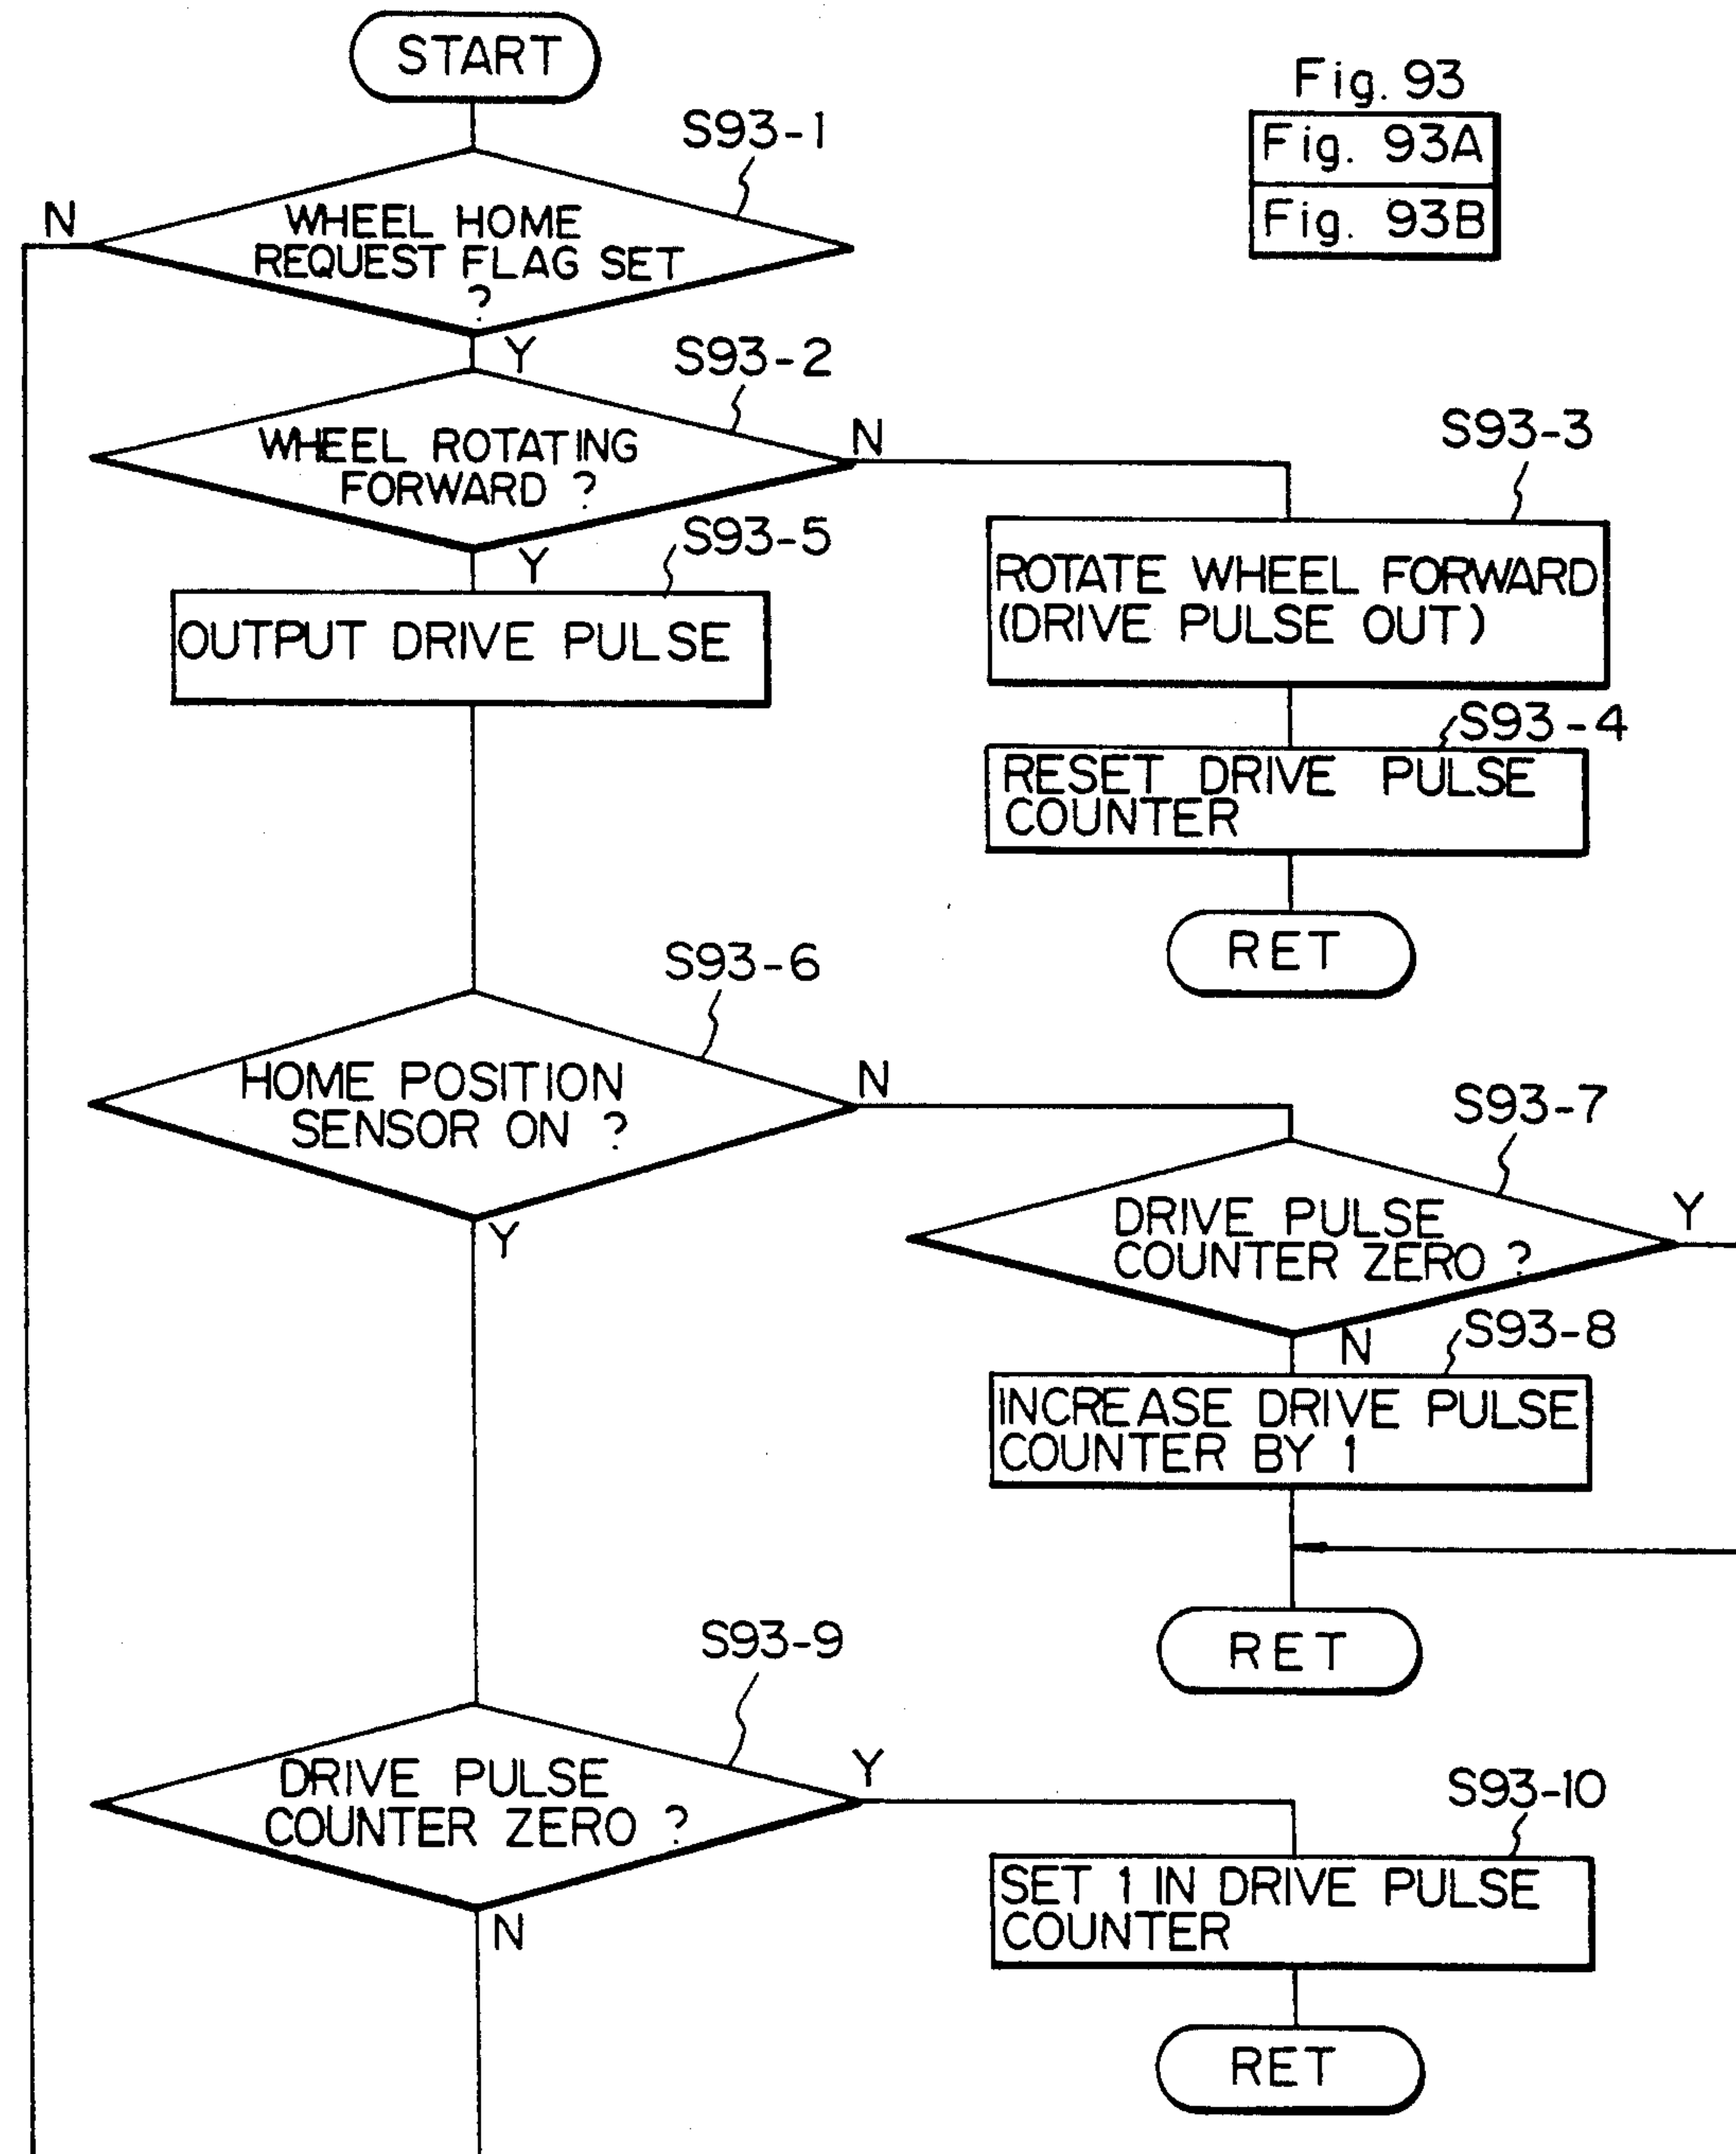 START
Fig. 93
Fig. 93A
Fig. 93B
S93-1
N
WHEEL HOME
REQUEST FLAG SET
?
Y
S93-2
WHEEL ROTATING
FORWARD ?
N
Y
S93-3
ROTATE WHEEL FORWARD
(DRIVE PULSE OUT)
S93-5
OUTPUT DRIVE PULSE
S93-4
RESET DRIVE PULSE
COUNTER
RET
S93-6
HOME POSITION
SENSOR ON ?
N
Y
S93-7
DRIVE PULSE
COUNTER ZERO ?
Y
N
S93-8
INCREASE DRIVE PULSE
COUNTER BY 1
RET
S93-9
DRIVE PULSE
COUNTER ZERO ?
Y
N
S93-10
SET 1 IN DRIVE PULSE
COUNTER
RET